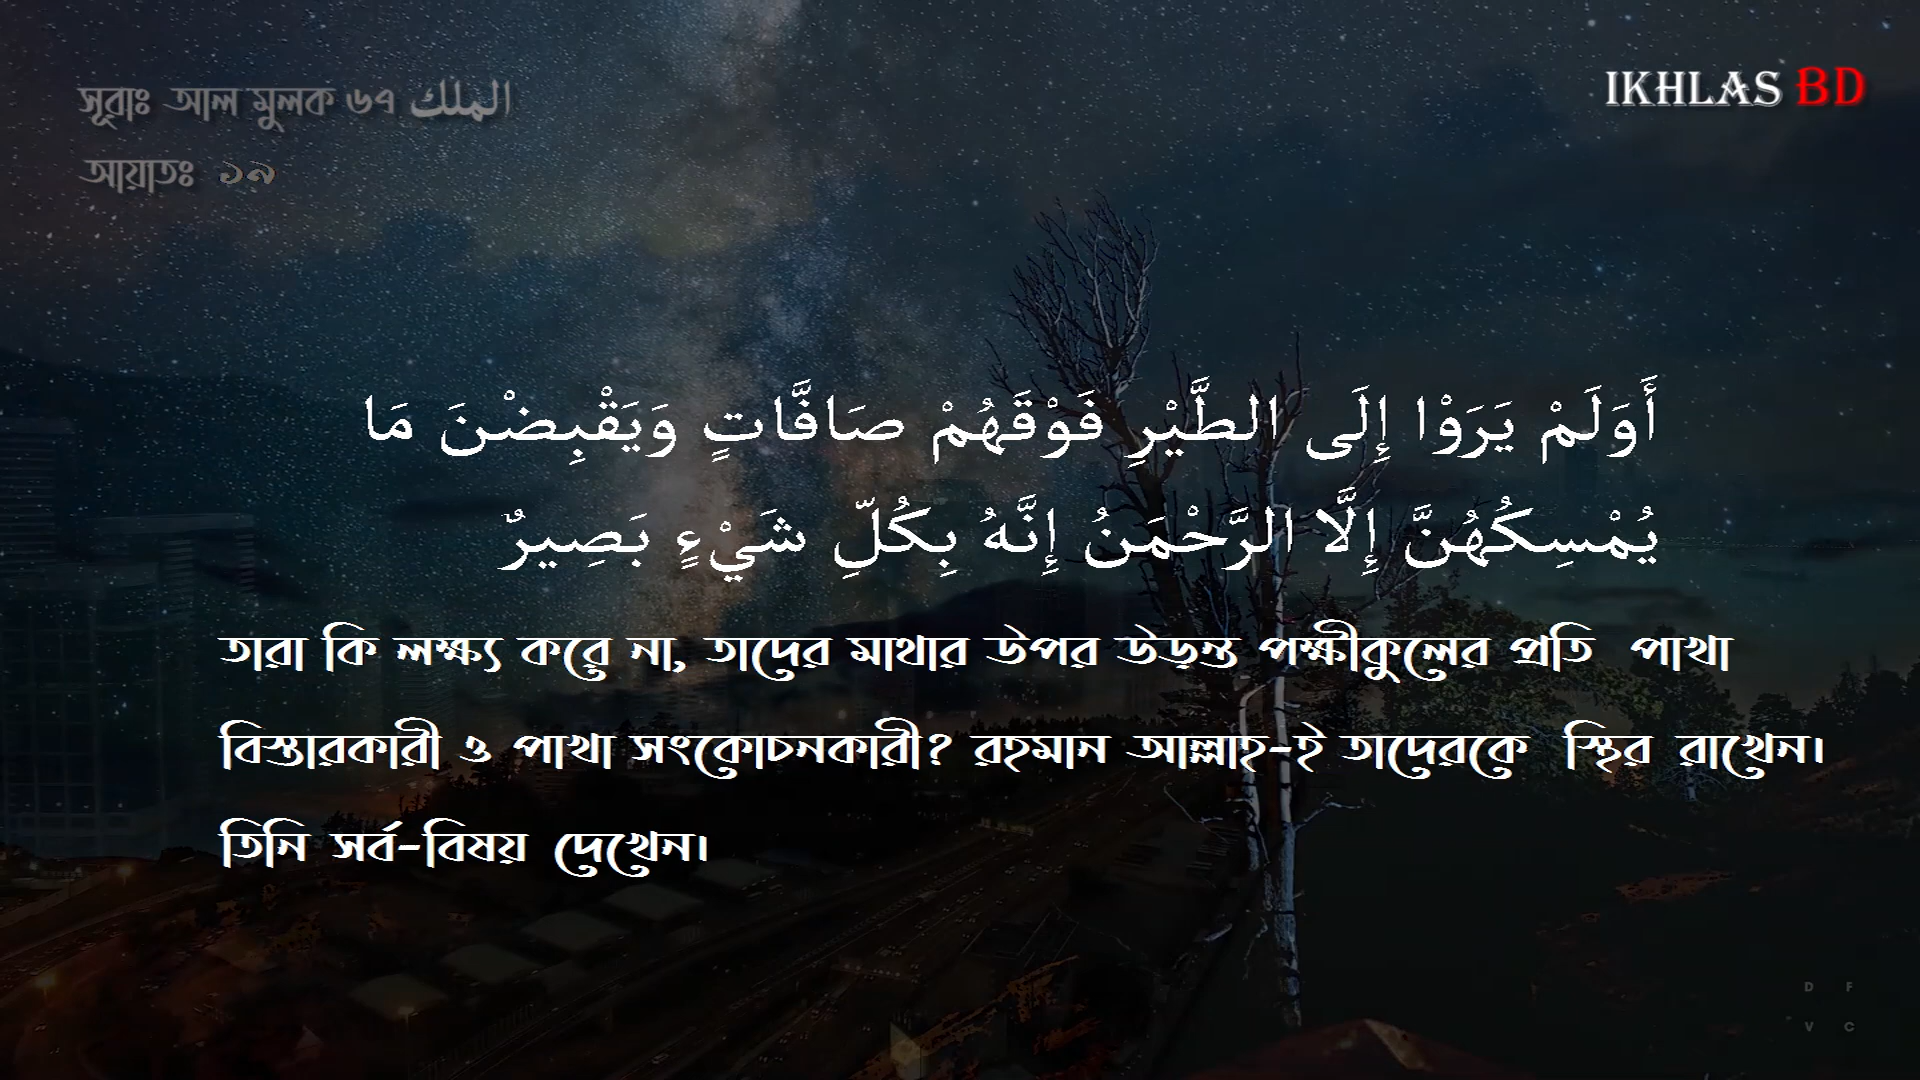 সূরাঃ আল মুলক ৬৭ الملك
IKHLAS BD
আয়াতঃ ১৯
أَوَلَمْ يَرَوْا إِلَى الطَّيْرِ فَوْقَهُمْ صَافَّاتٍ وَيَقْبِضْنَ مَا
يُمْسِكُهُنَّ إِلَّا الرَّحْمَنُ إِنَّهُ بِكُلِّ شَيْءٍ بَصِيرٌ
তারা কি লক্ষ্য করে না, তাদের মাথার উপর উড়ন্ত পক্ষীকুলের প্রতি পাখা
বিস্তারকারী ও পাখা সংকোচনকারী? রহমান আল্লাহ-ই তাদেরকে স্থির রাখেন।
তিনি সর্ব-বিষয় দেখেন।
D F
V C